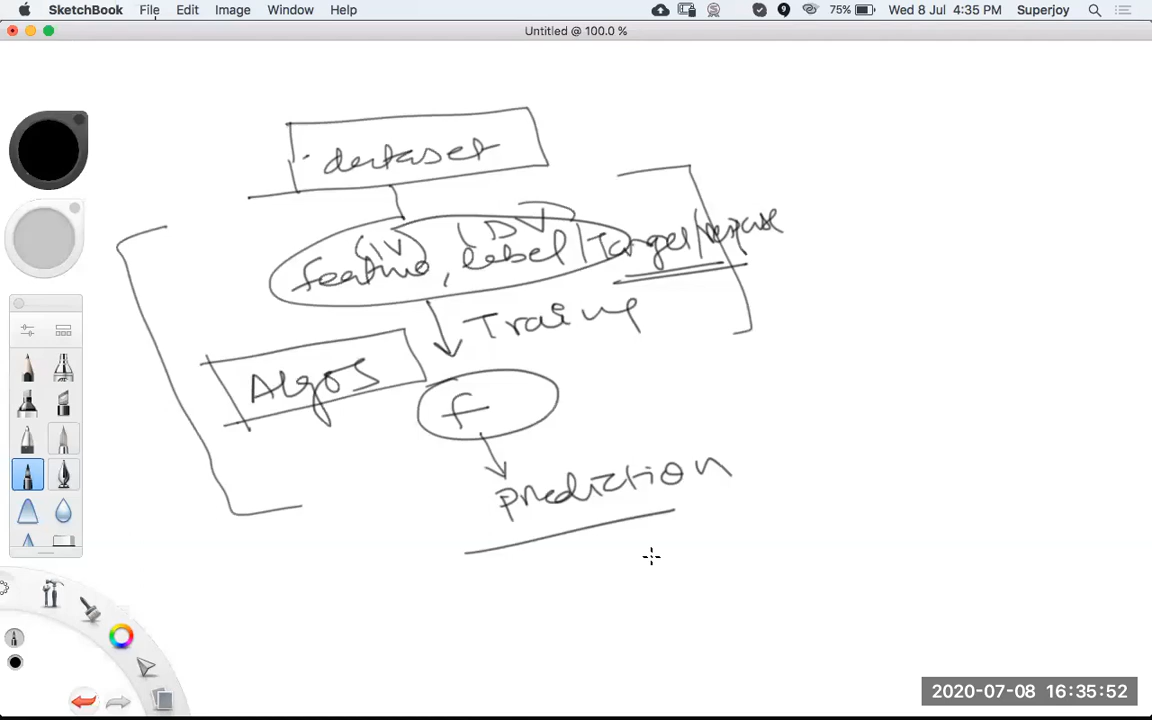 SketchBook File Edit Image Window Help 75% Wed 8 Jul 4:35 PM Superjoy
Untitled @ 100.0 %
dataset
(IV) (DV)
feature, label / Target / response
Training
Algos
f
Prediction
2020-07-08 16:35:52